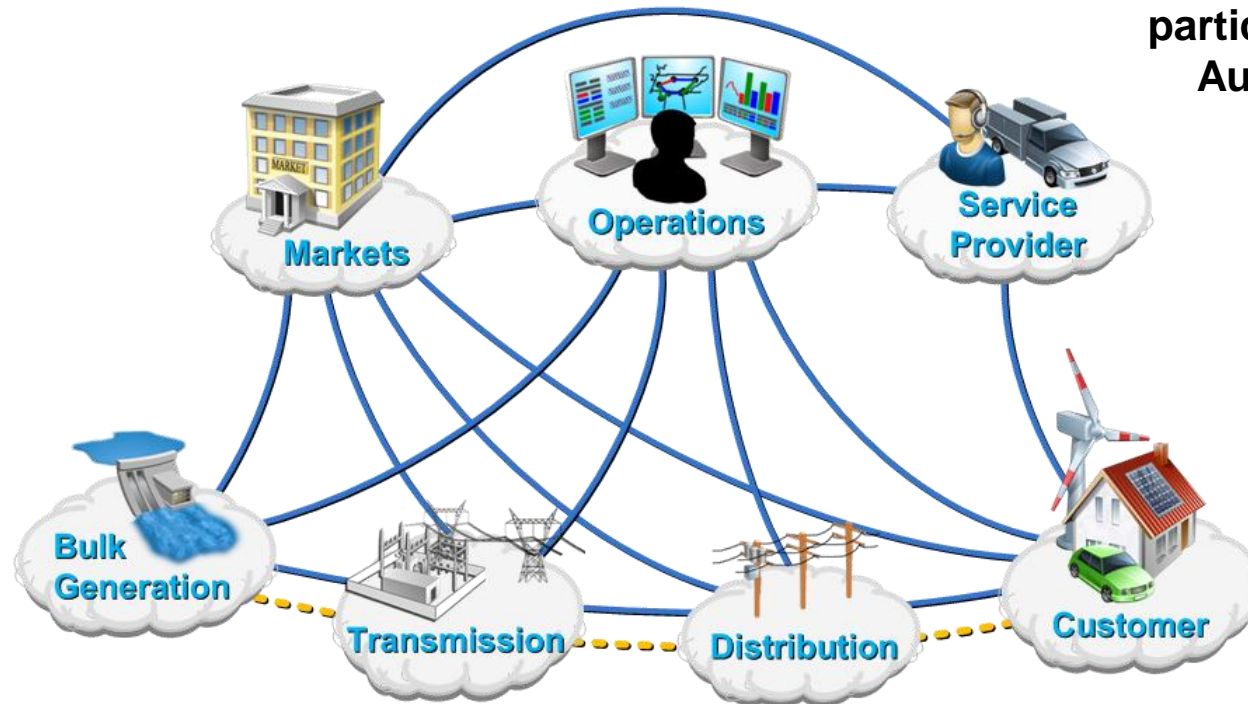 partic
Au
MARKET
Markets
Operations
Service
Provider
Bulk
Generation
Transmission
Distribution
Customer